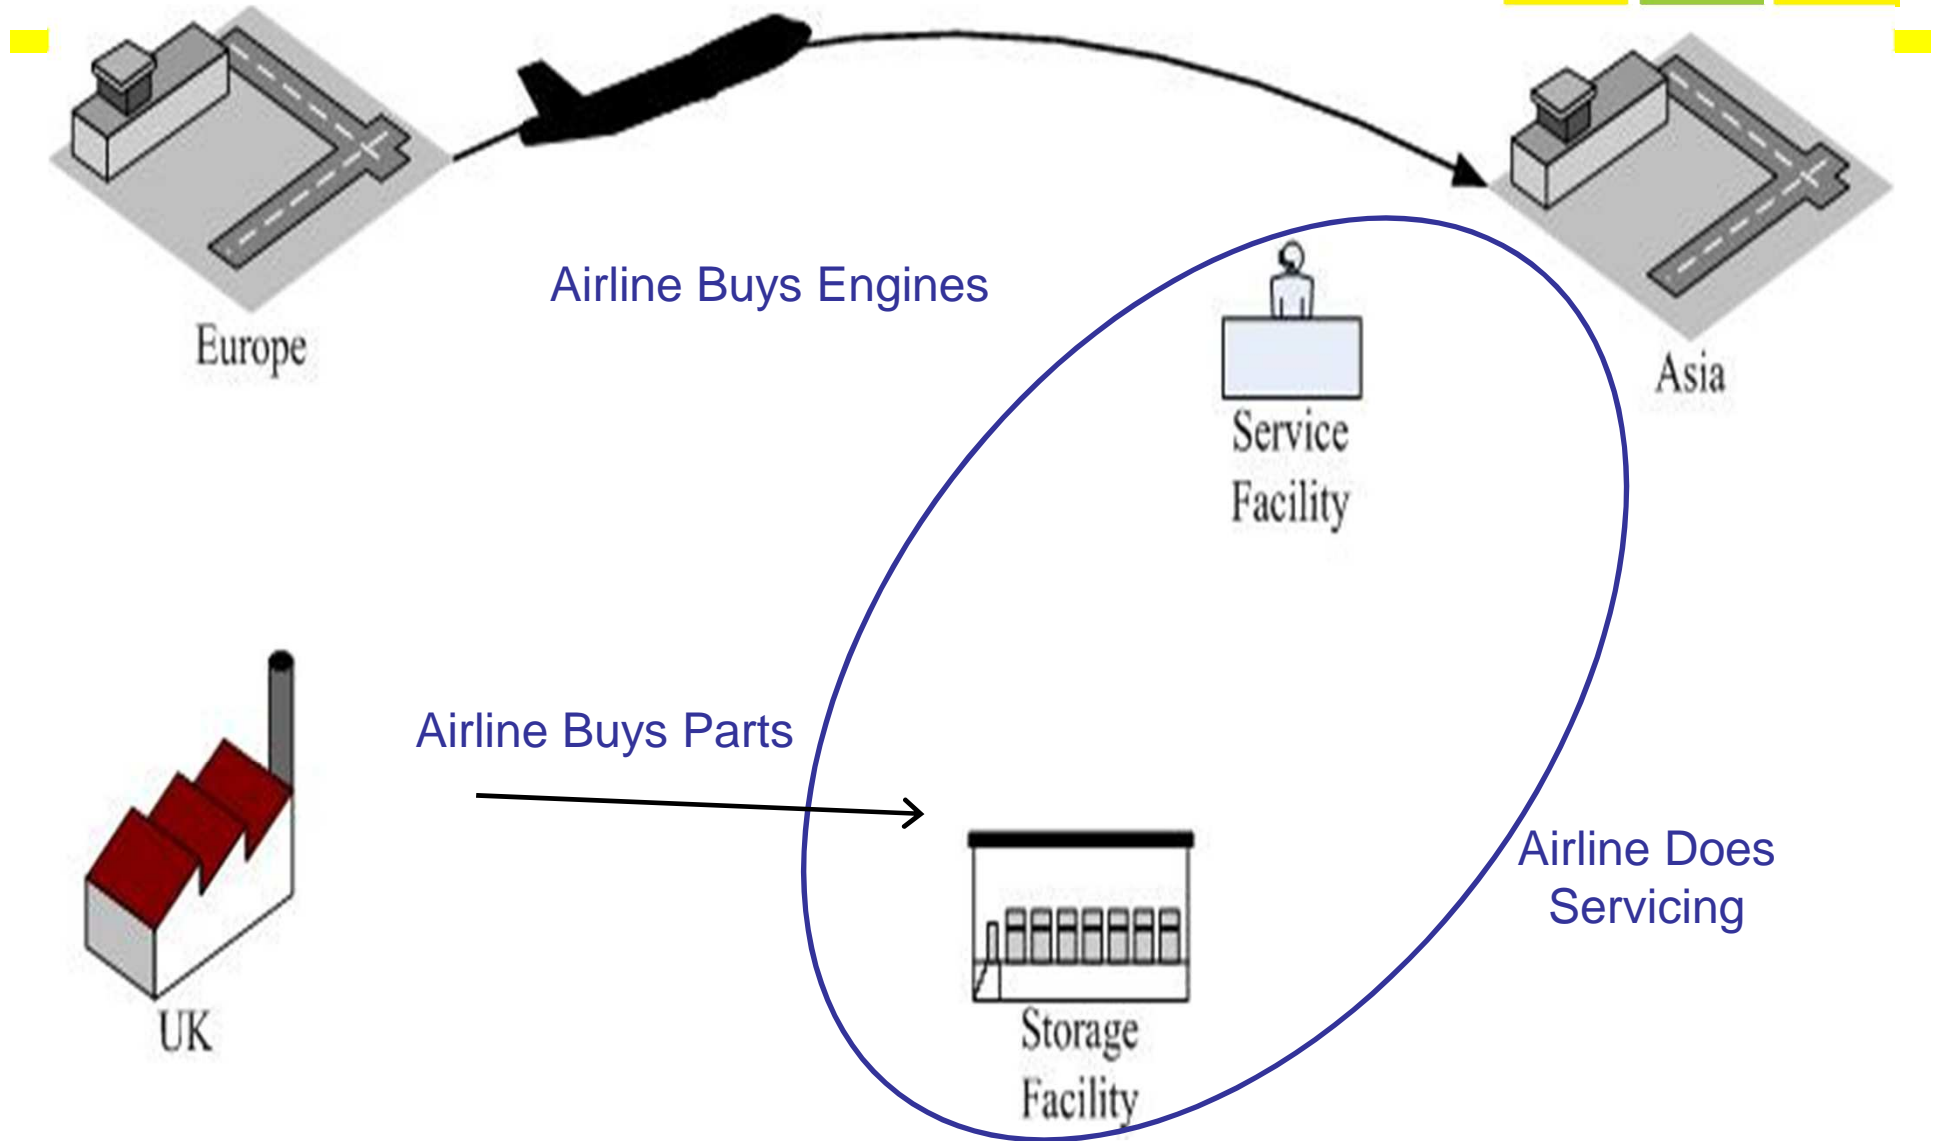 Airline Buys Engines
Europe
Asia
Service
Facility
Airline Buys Parts
Airline Does
Servicing
UK
Storage
Facility